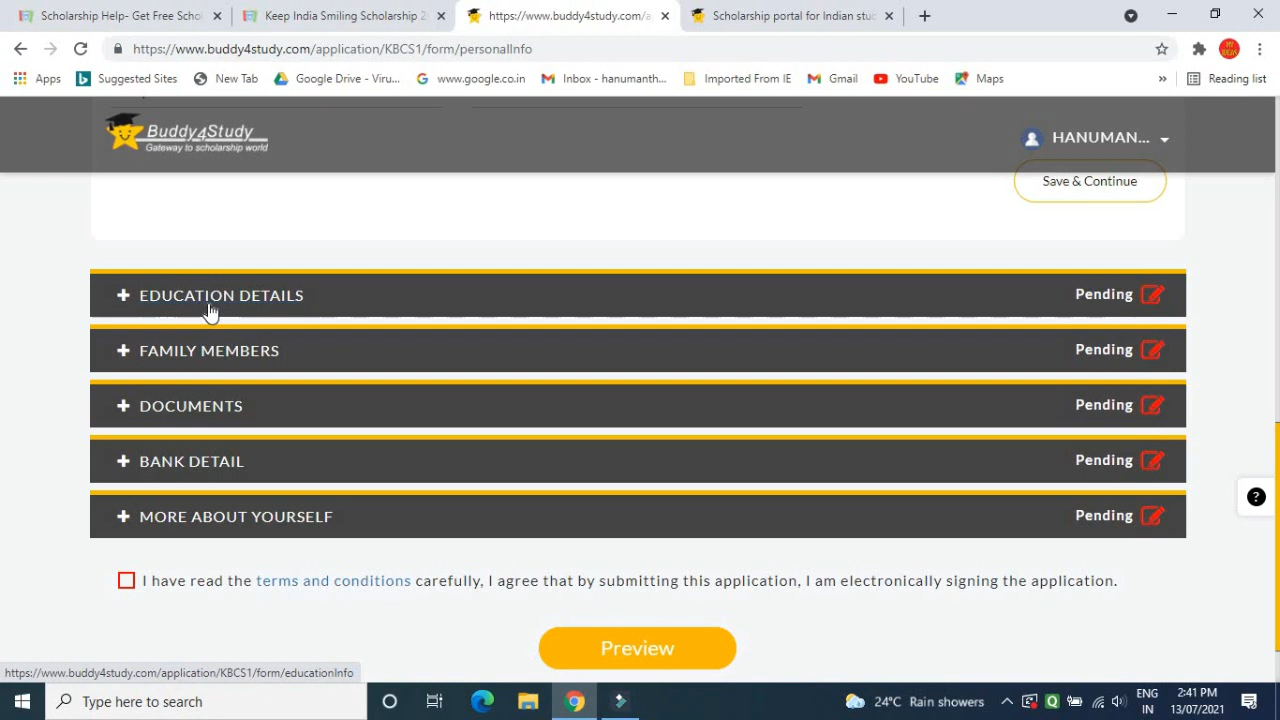 Scholarship Help- Get Free Schol
Keep India Smiling Scholarship 2
https://www.buddy4study.com/a
Scholarship portal for Indian stu
https://www.buddy4study.com/application/KBCS1/form/personalInfo
Apps
Suggested Sites
New Tab
Google Drive - Viru...
www.google.co.in
Inbox - hanumanth...
Imported From IE
Gmail
YouTube
Maps
»
Reading list
Buddy4Study
Gateway to scholarship world
HANUMAN...
Save & Continue
+ EDUCATION DETAILS Pending
+ FAMILY MEMBERS Pending
+ DOCUMENTS Pending
+ BANK DETAIL Pending
+ MORE ABOUT YOURSELF Pending
?
I have read the terms and conditions carefully, I agree that by submitting this application, I am electronically signing the application.
Preview
https://www.buddy4study.com/application/KBCS1/form/educationInfo
Type here to search
24°C Rain showers
ENG
IN
2:41 PM
13/07/2021